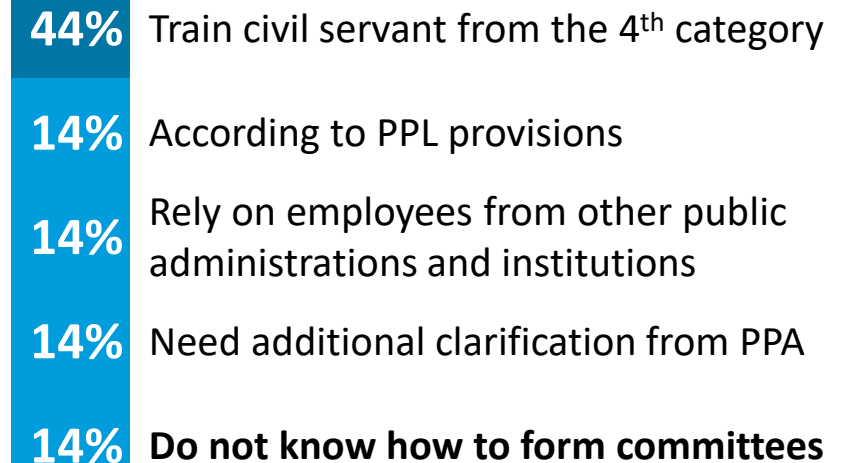 44% Train civil servant from the 4th category
14% According to PPL provisions
14% Rely on employees from other public
administrations and institutions
14% Need additional clarification from PPA
14% Do not know how to form committees